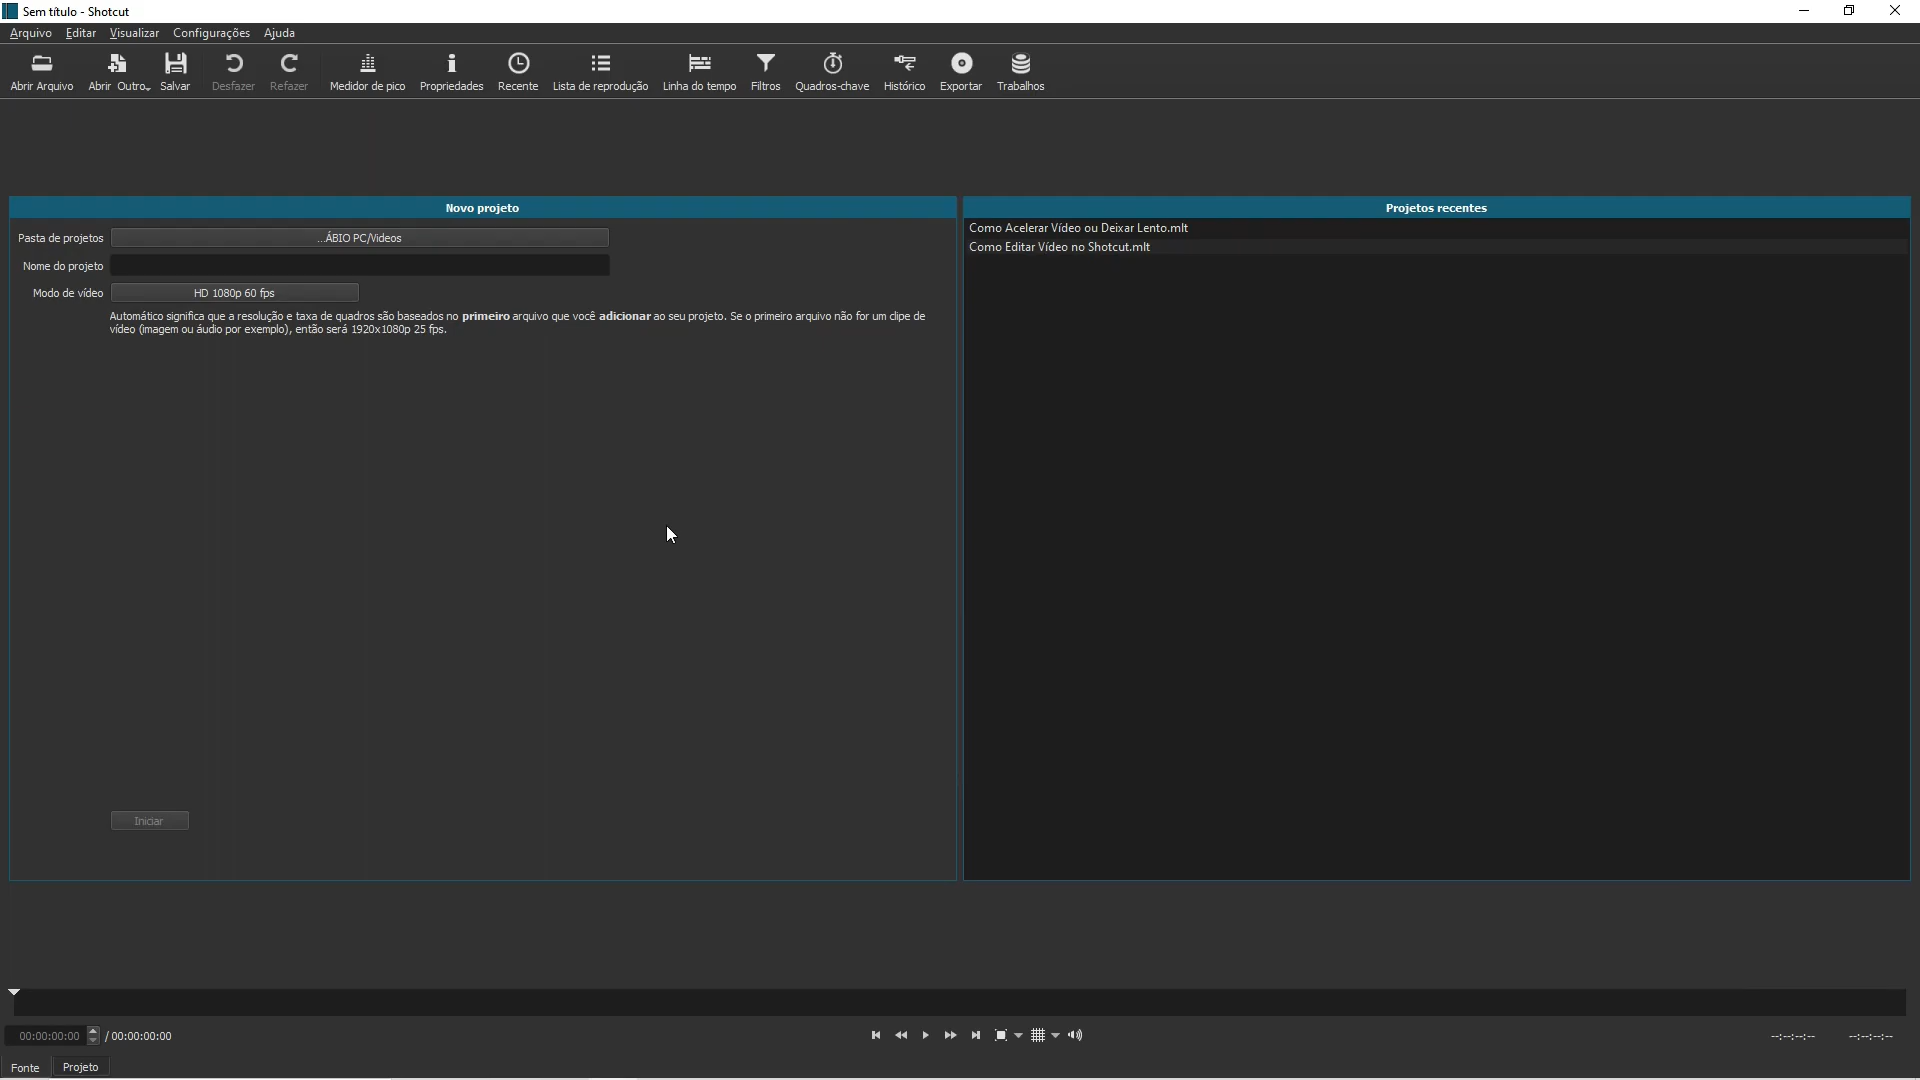 Sem título - Shotcut
Arquivo Editar Visualizar Configurações Ajuda
Abrir Arquivo Abrir Outro Salvar Desfazer Refazer Medidor de pico Propriedades Recente Lista de reprodução Linha do tempo Filtros Quadros-chave Histórico Exportar Trabalhos
Novo projeto
Pasta de projetos ...ÁBIO PC/Videos
Nome do projeto
Modo de vídeo HD 1080p 60 fps
Automático significa que a resolução e taxa de quadros são baseados no primeiro arquivo que você adicionar ao seu projeto. Se o primeiro arquivo não for um clipe de
vídeo (imagem ou áudio por exemplo), então será 1920x1080p 25 fps.
Iniciar
Projetos recentes
Como Acelerar Vídeo ou Deixar Lento.mlt
Como Editar Vídeo no Shotcut.mlt
00:00:00:00 / 00:00:00:00 --:--:--:-- --:--:--:--
Fonte Projeto